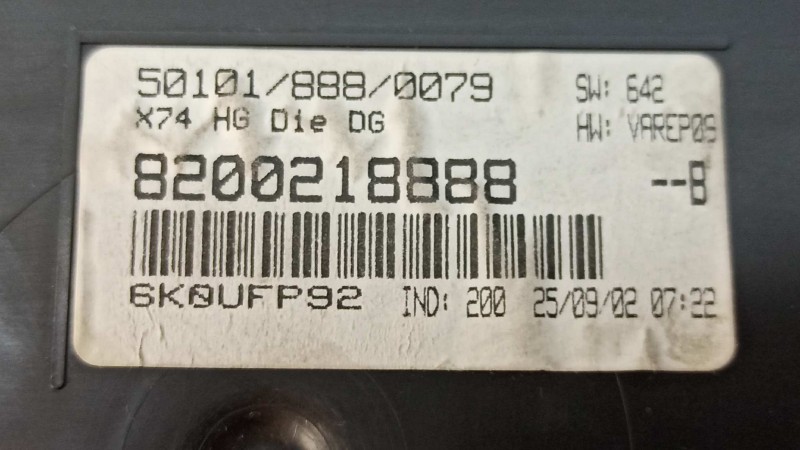 50101/888/0079 SW: 642
X74 HG Die DG HW: VAREP09
8200218888 --B
6K0UFP92 IND: 200 25/09/02 07:22